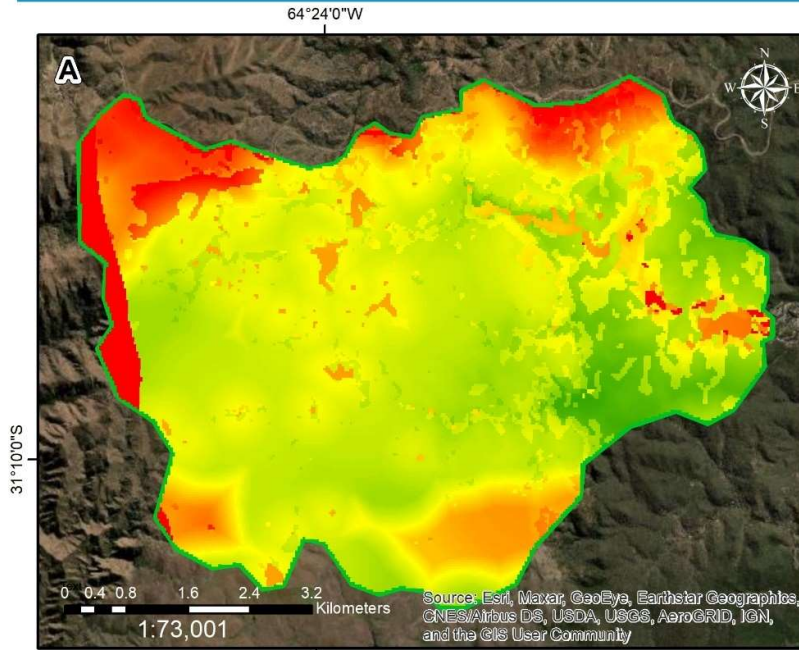 64°24'0"W
A
N
W E
S
31°10'0"S
0 0.4 0.8 1.6 2.4 3.2
Kilometers
1:73,001
Source: Esri, Maxar, GeoEye, Earthstar Geographics,
CNES/Airbus DS, USDA, USGS, AeroGRID, IGN,
and the GIS User Community